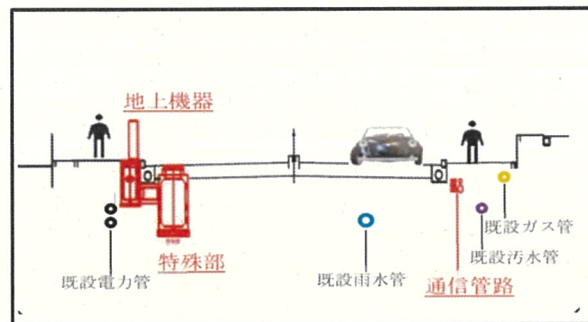 地上機器
既設ガス管
特殊部
既設汚水管
既設電力管
既設雨水管
通信管路